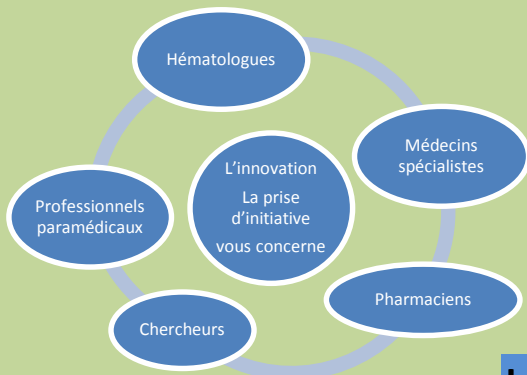 Hématologues
Médecins
spécialistes
L'innovation
La prise
d'initiative
vous concerne
Professionnels
paramédicaux
Pharmaciens
Chercheurs